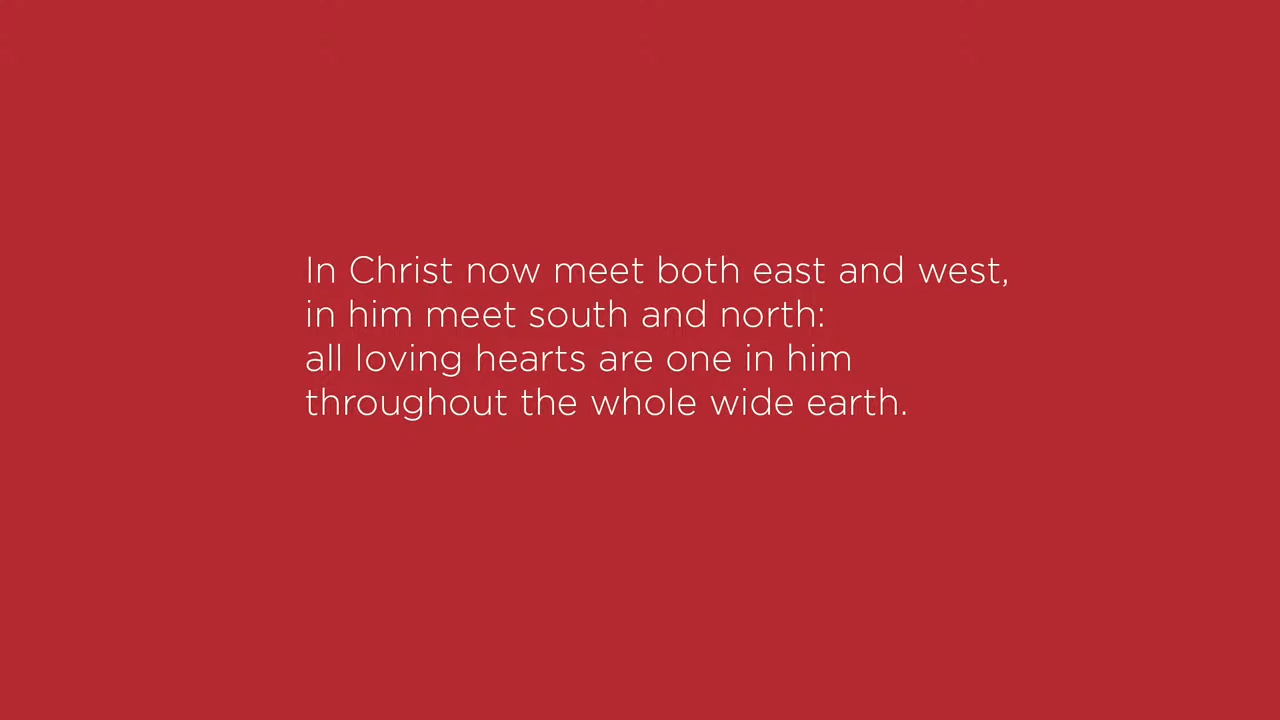 In Christ now meet both east and west,
in him meet south and north:
all loving hearts are one in him
throughout the whole wide earth.